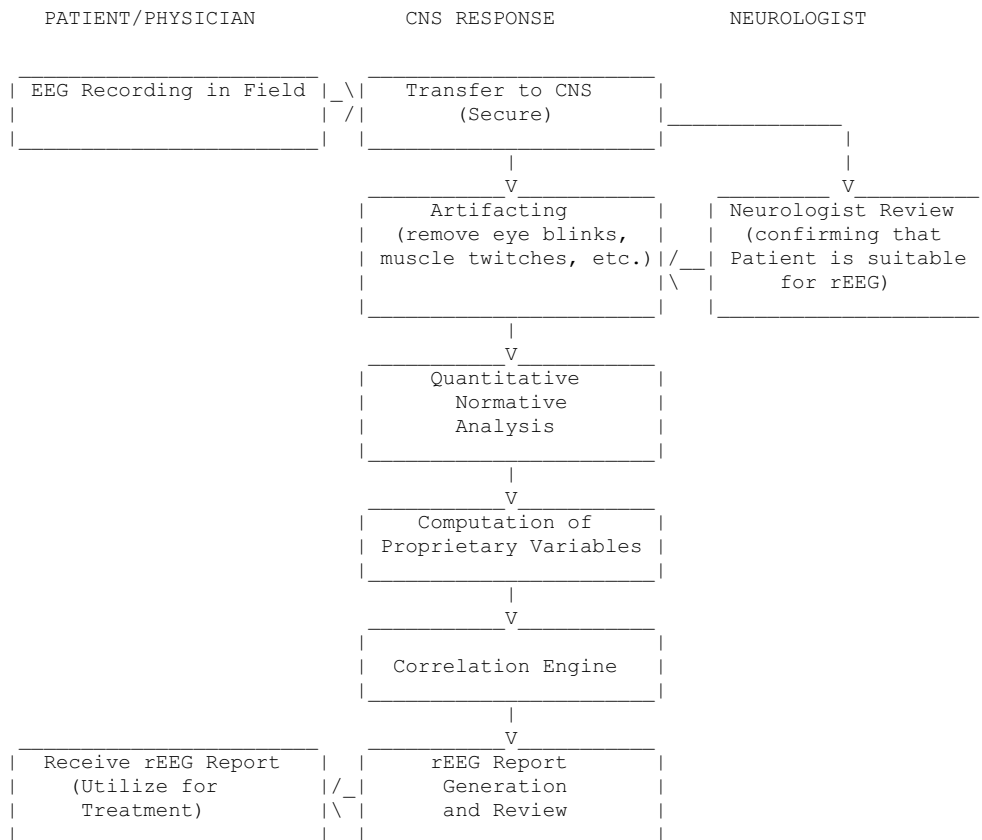 PATIENT/PHYSICIAN CNS RESPONSE NEUROLOGIST
EEG Recording in Field
Transfer to CNS
(Secure)
Artifacting
(remove eye blinks,
muscle twitches, etc.)
Neurologist Review
(confirming that
Patient is suitable
for rEEG)
Quantitative
Normative
Analysis
Computation of
Proprietary Variables
Correlation Engine
rEEG Report
Generation
and Review
Receive rEEG Report
(Utilize for
Treatment)